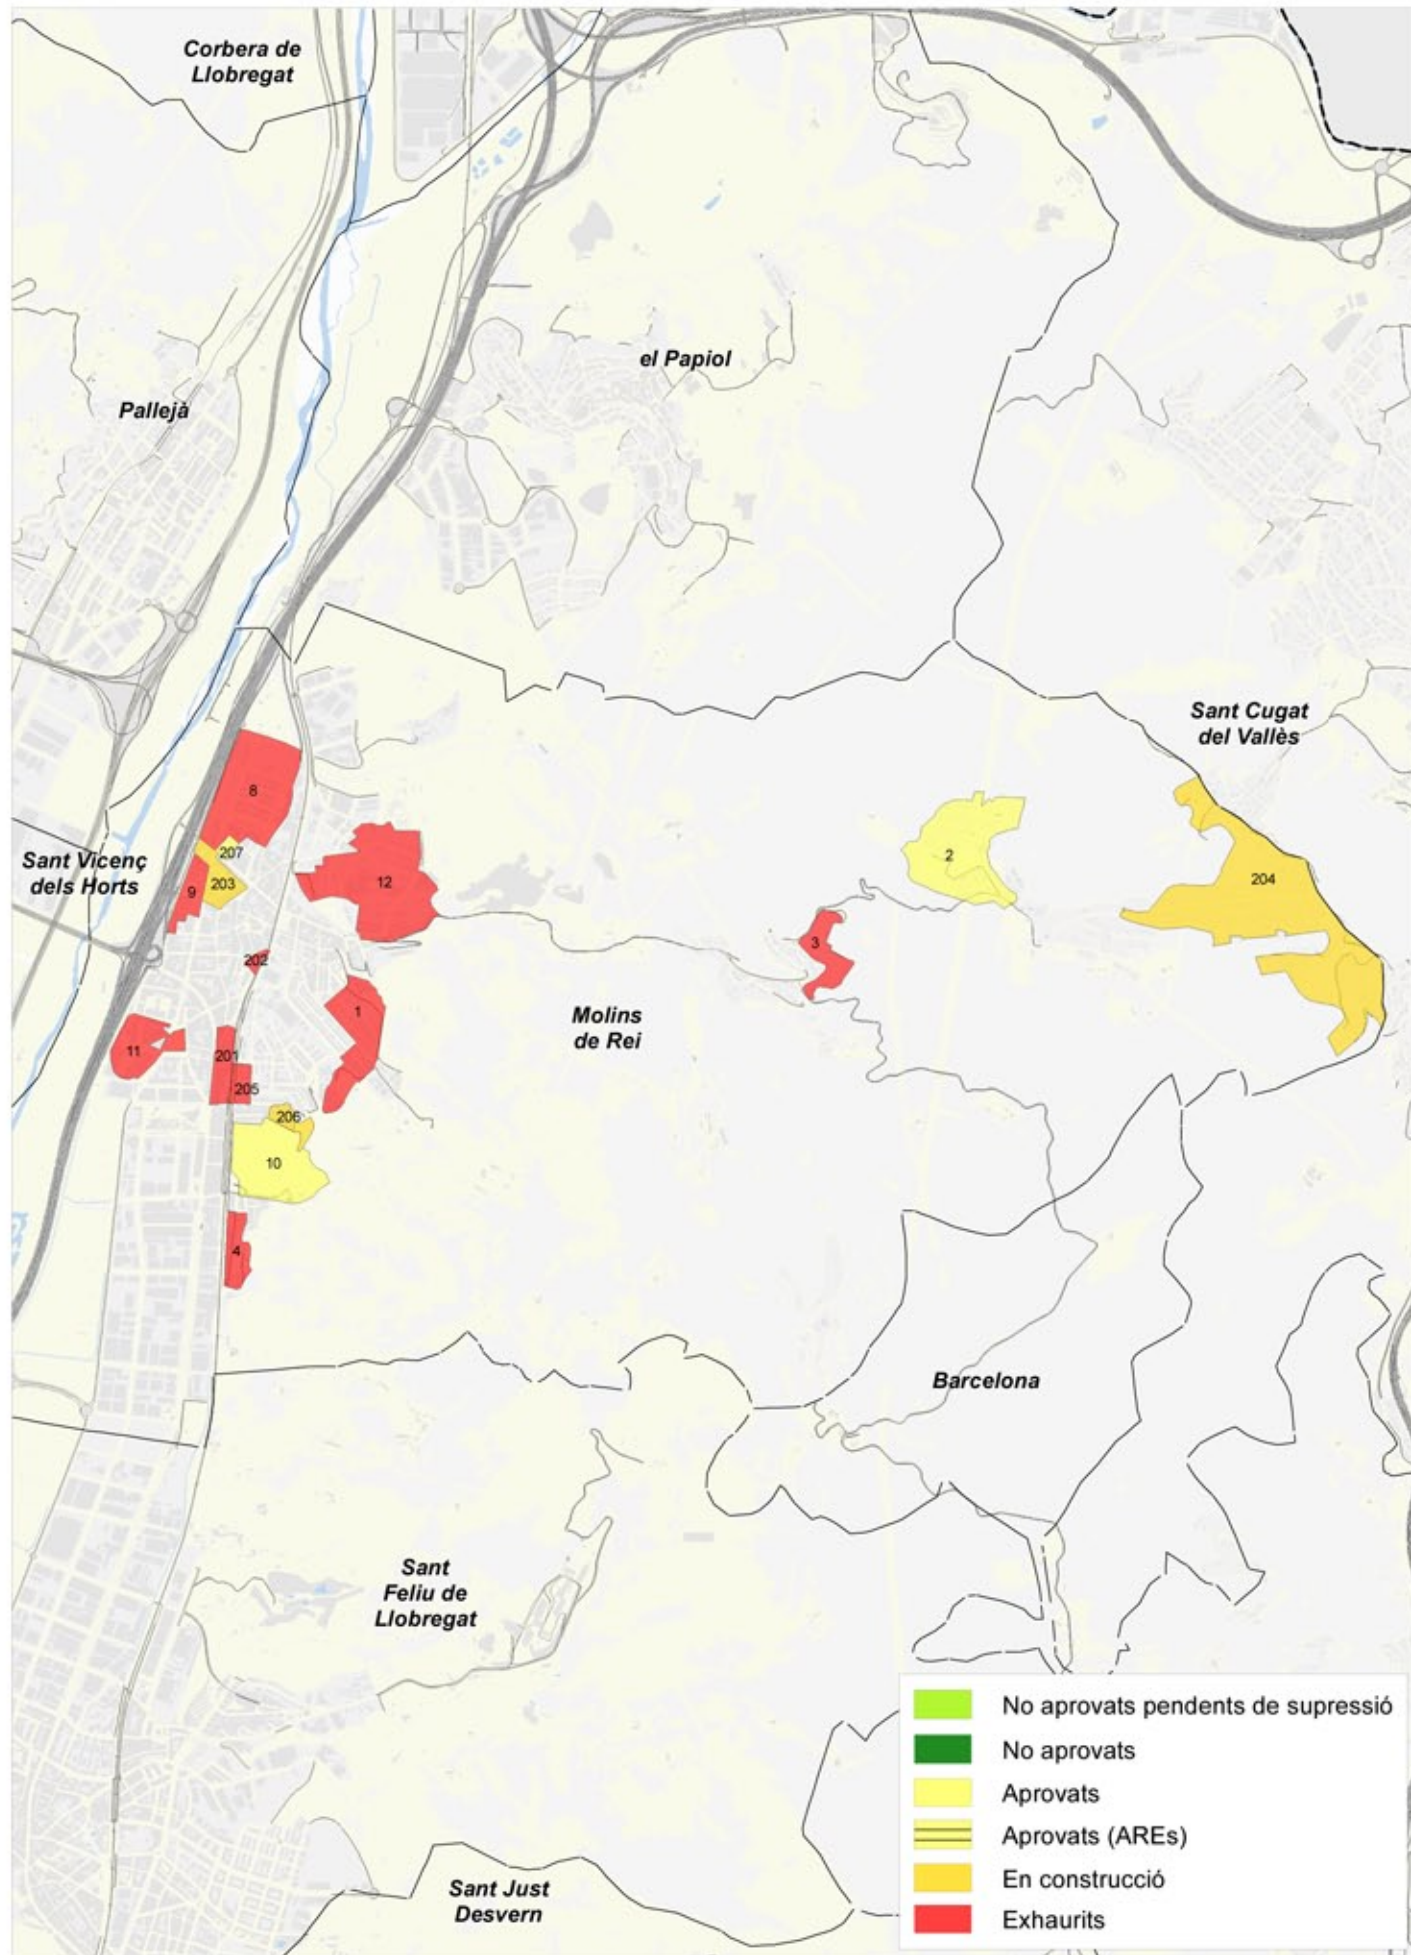 Corbera de
Llobregat
el Papiol
Pallejà
Sant Cugat
del Vallès
8
207
2
Sant Vicenç
dels Horts
203
9
12
204
3
202
1
Molins
de Rei
11
201
205
206
10
4
Barcelona
Sant
Feliu de
Llobregat
Sant Just
Desvern
No aprovats pendents de supressió
No aprovats
Aprovats
Aprovats (AREs)
En construcció
Exhaurits